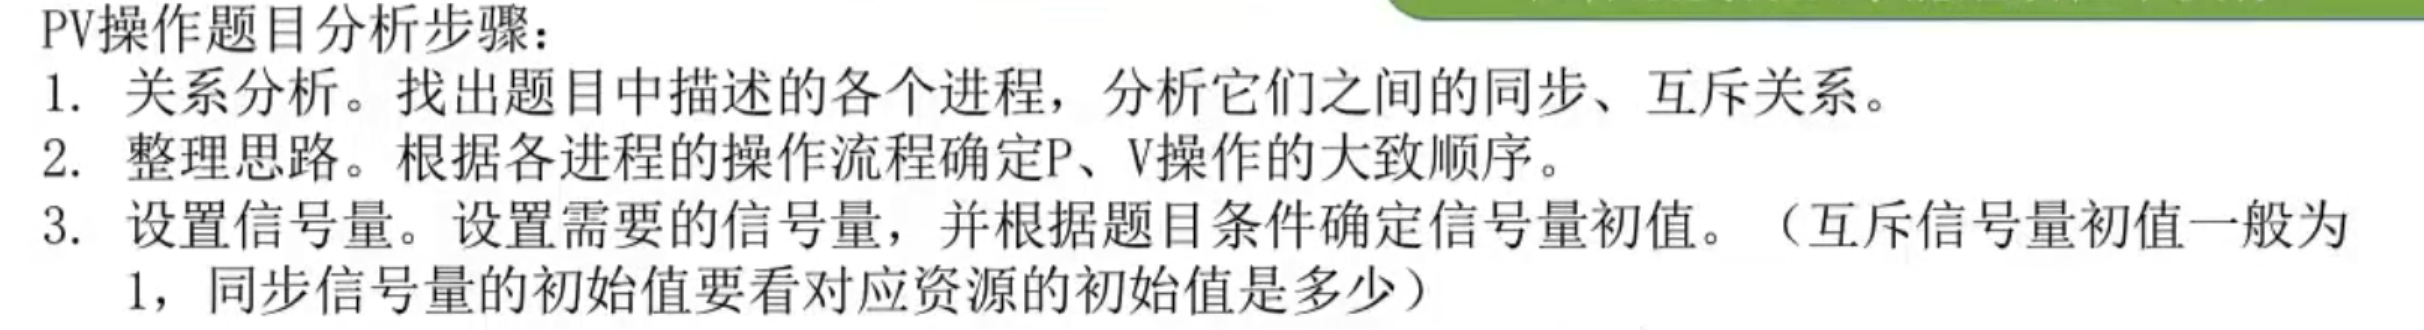 PV操作题目分析步骤：
1. 关系分析。找出题目中描述的各个进程，分析它们之间的同步、互斥关系。
2. 整理思路。根据各进程的操作流程确定P、V操作的大致顺序。
3. 设置信号量。设置需要的信号量，并根据题目条件确定信号量初值。（互斥信号量初值一般为
1，同步信号量的初始值要看对应资源的初始值是多少）